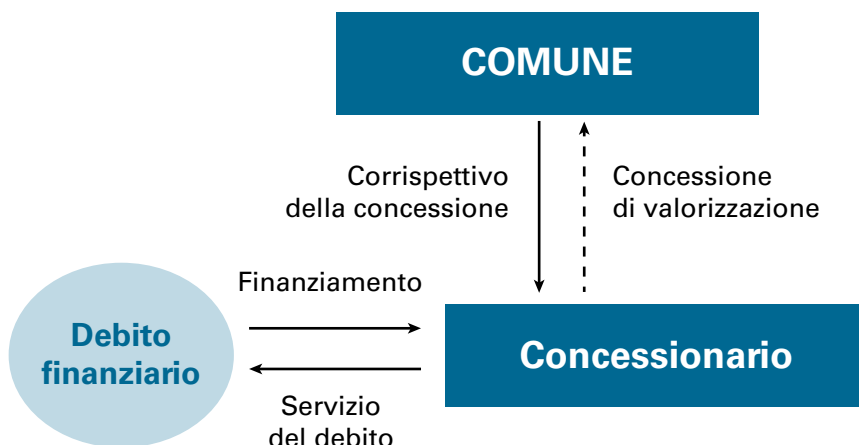 COMUNE
Corrispettivo
della concessione
Concessione
di valorizzazione
Finanziamento
Debito
finanziario
Concessionario
Servizio
del debito